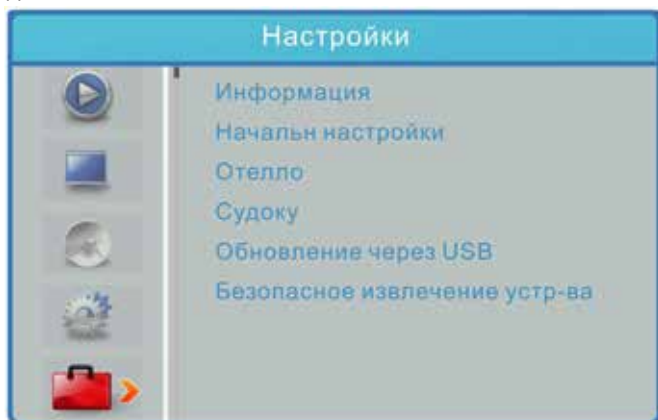 Настройки
Информация
Начальн настройки
Отелло
Судоку
Обновление через USB
Безопасное извлечение устр-ва